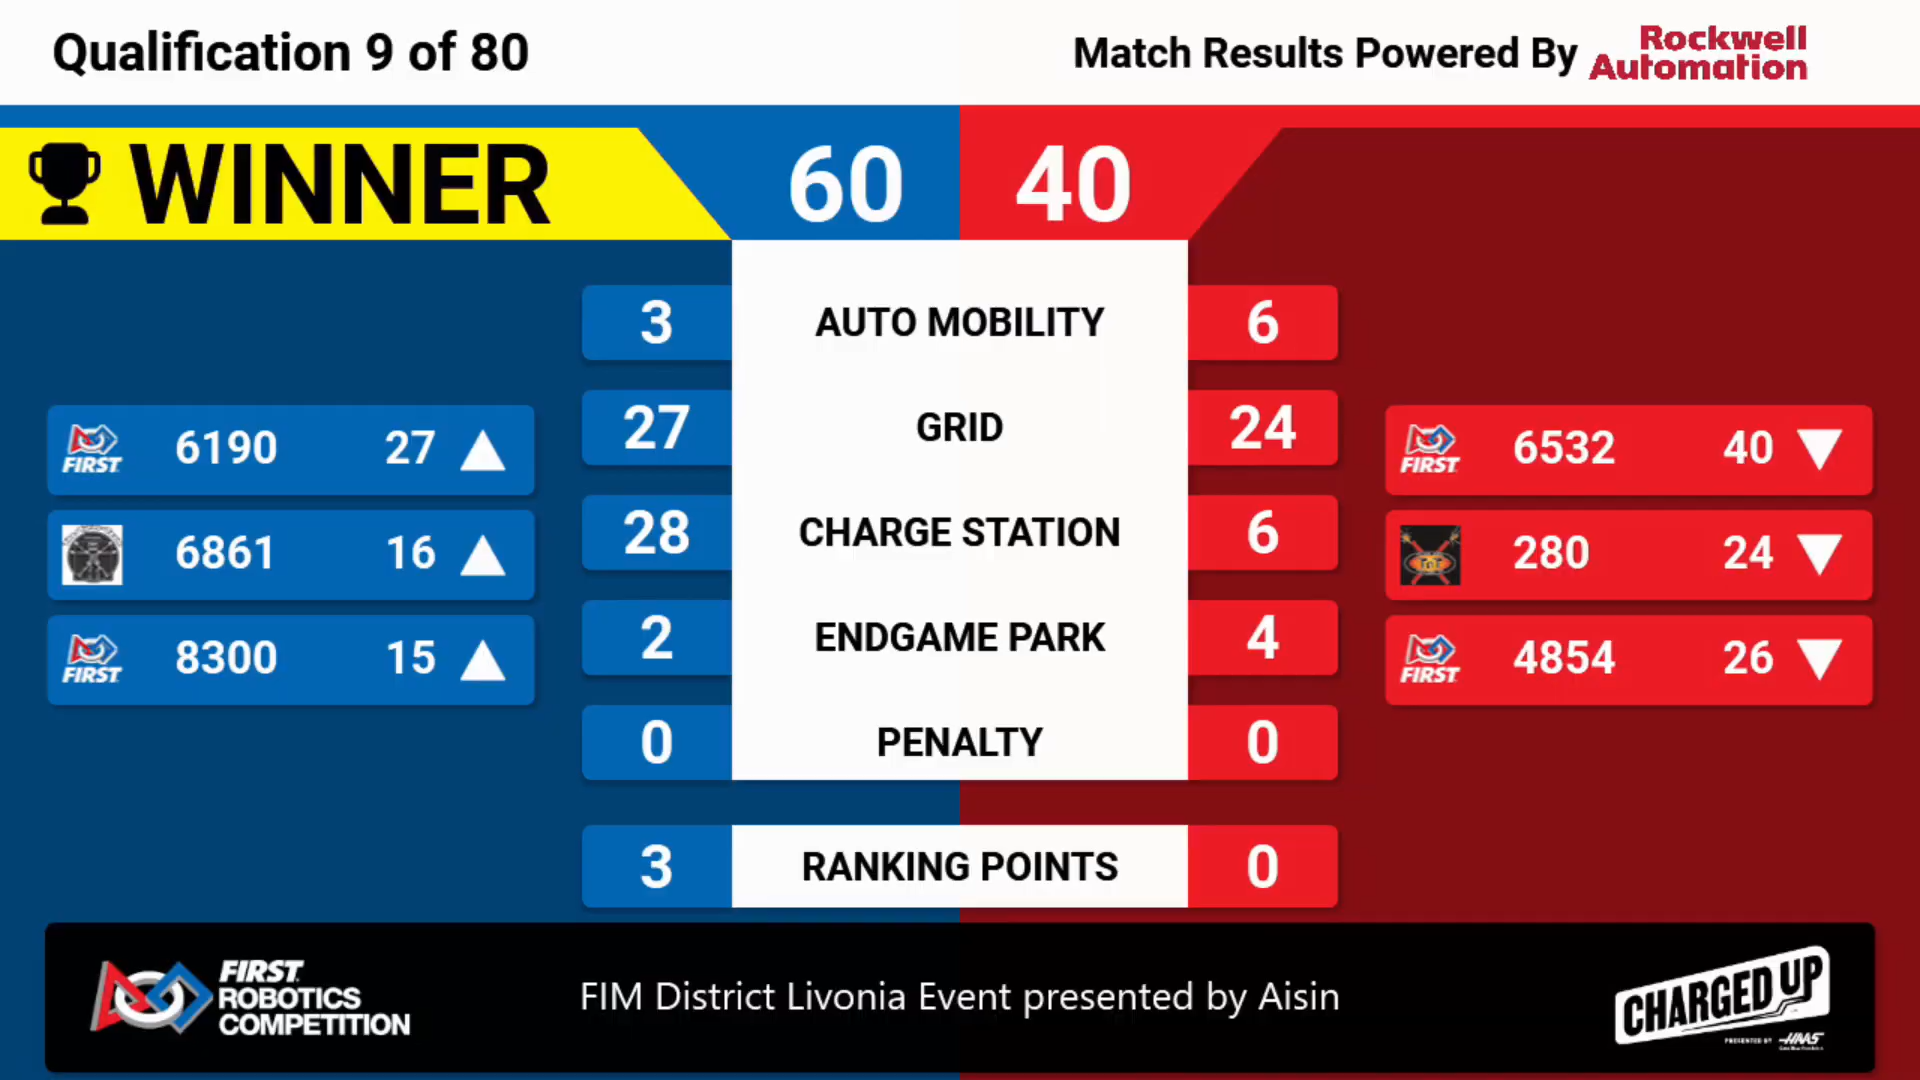 Qualification 9 of 80
Match Results Powered By Rockwell Automation
WINNER 60 40
3 AUTO MOBILITY 6
27 GRID 24
28 CHARGE STATION 6
2 ENDGAME PARK 4
0 PENALTY 0
3 RANKING POINTS 0
FIRST 6190 27
6861 16
FIRST 8300 15
FIRST 6532 40
280 24
FIRST 4854 26
FIRST
ROBOTICS
COMPETITION
FIM District Livonia Event presented by Aisin
CHARGED UP
PRESENTED BY HAAS